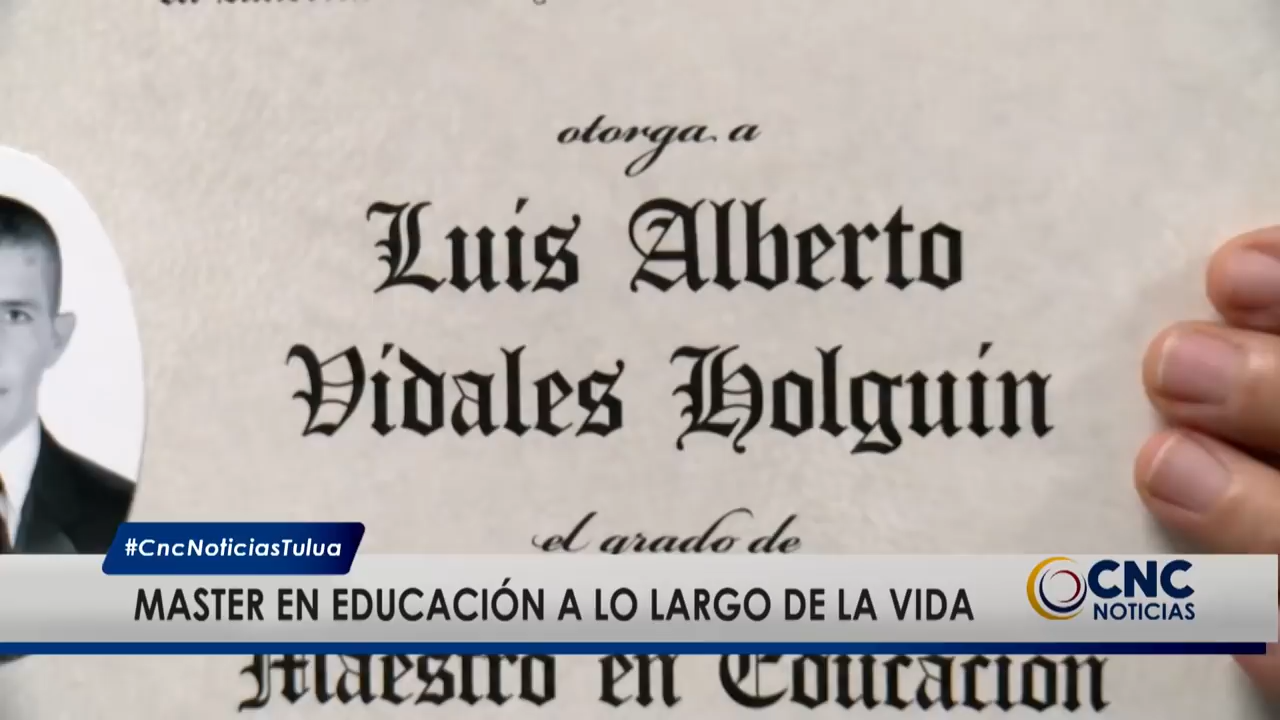 otorga a
Luis Alberto
Vidales Holguin
el grado de
#CncNoticiasTulua
MASTER EN EDUCACIÓN A LO LARGO DE LA VIDA
CNC
NOTICIAS
Maestro en Educación